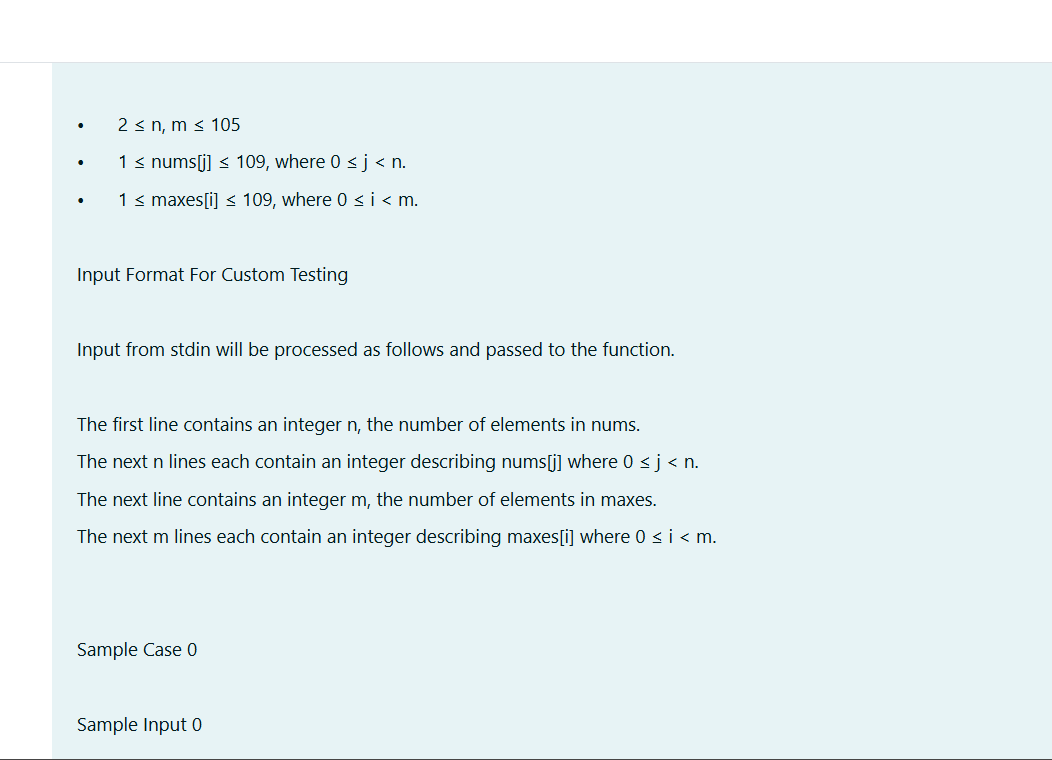 • 2 ≤ n, m ≤ 105
• 1 ≤ nums[j] ≤ 109, where 0 ≤ j < n.
• 1 ≤ maxes[i] ≤ 109, where 0 ≤ i < m.
Input Format For Custom Testing
Input from stdin will be processed as follows and passed to the function.
The first line contains an integer n, the number of elements in nums.
The next n lines each contain an integer describing nums[j] where 0 ≤ j < n.
The next line contains an integer m, the number of elements in maxes.
The next m lines each contain an integer describing maxes[i] where 0 ≤ i < m.
Sample Case 0
Sample Input 0